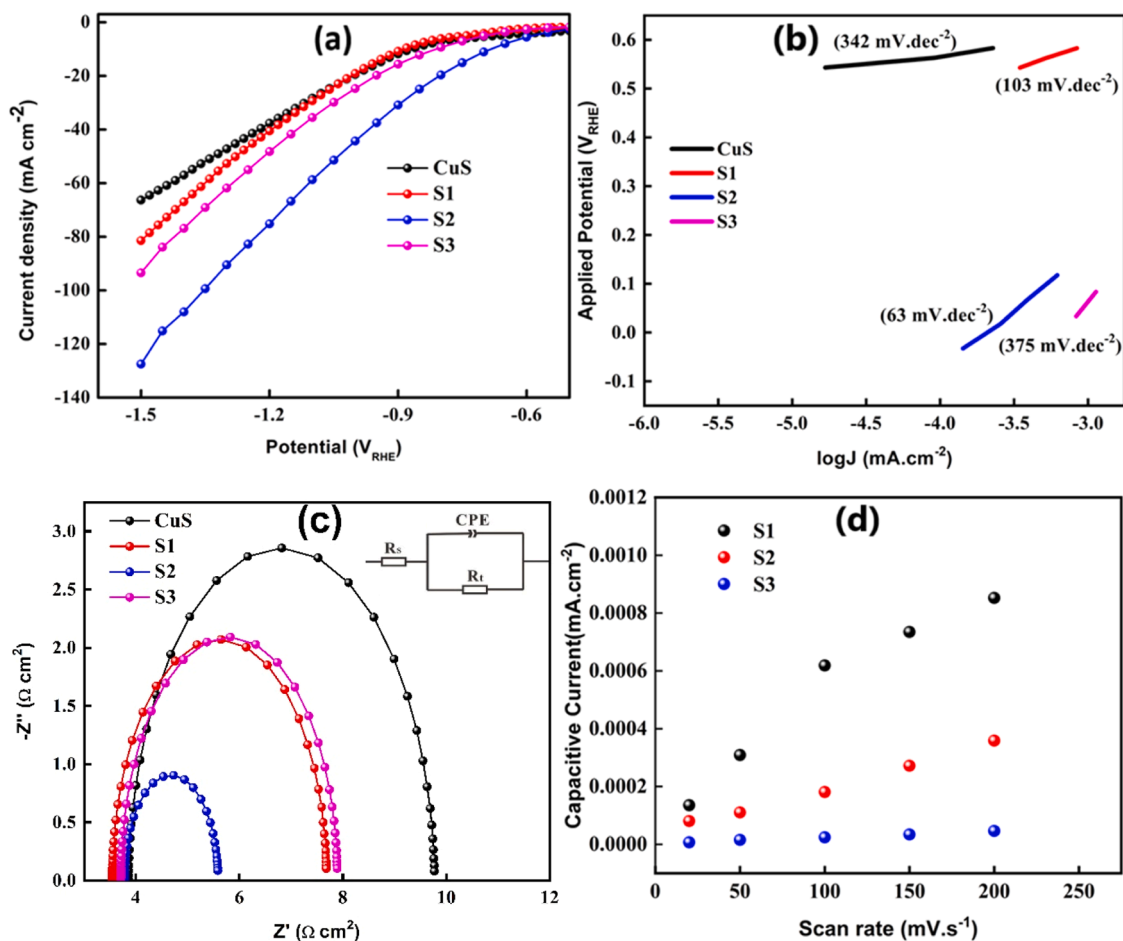 (a)
0
-20
-40
-60
-80
-100
-120
-140
-1.5
-1.2
-0.9
-0.6
Current density (mA cm-2)
Potential (VRHE)
CuS
S1
S2
S3
(b)
0.6
0.5
0.4
0.3
0.2
0.1
0.0
-0.1
-6.0
-5.5
-5.0
-4.5
-4.0
-3.5
-3.0
Applied Potential (VRHE)
logJ (mA.cm-2)
(342 mV.dec-2)
(103 mV.dec-2)
CuS
S1
S2
S3
(63 mV.dec-2)
(375 mV.dec-2)
(c)
CuS
S1
S2
S3
CPE
Rs
Rt
3.0
2.5
2.0
1.5
1.0
0.5
0.0
4
6
8
10
12
-Z'' (Ω cm2)
Z' (Ω cm2)
(d)
S1
S2
S3
0.0012
0.0010
0.0008
0.0006
0.0004
0.0002
0.0000
0
50
100
150
200
250
Capacitive Current(mA.cm-2)
Scan rate (mV.s-1)